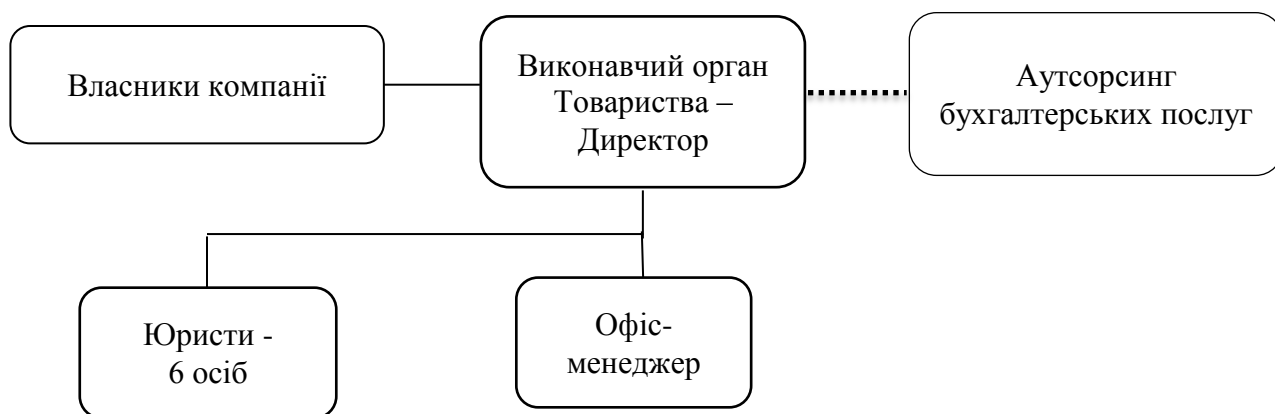 Власники компанії
Виконавчий орган
Товариства –
Директор
Аутсорсинг
бухгалтерських послуг
Юристи -
6 осіб
Офіс-
менеджер